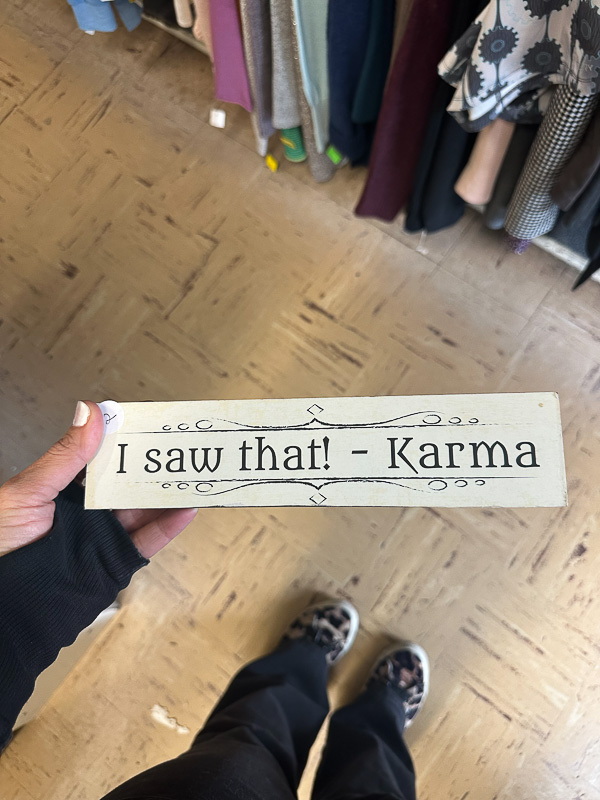 I saw that! - Karma